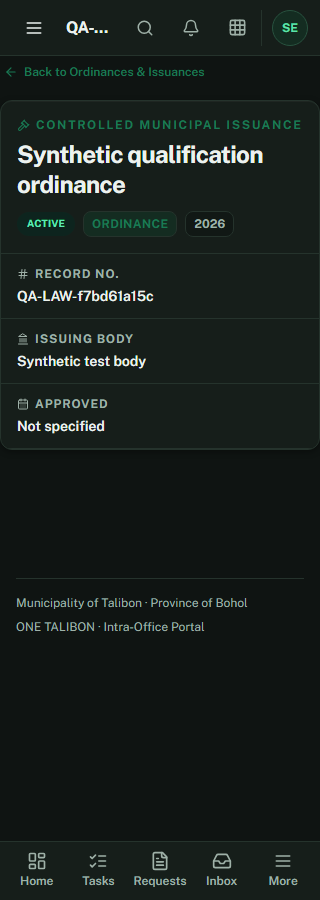 QA-...
SE
Back to Ordinances & Issuances
CONTROLLED MUNICIPAL ISSUANCE
Synthetic qualification
ordinance
ACTIVE
ORDINANCE
2026
RECORD NO.
QA-LAW-f7bd61a15c
ISSUING BODY
Synthetic test body
APPROVED
Not specified
Municipality of Talibon · Province of Bohol
ONE TALIBON · Intra-Office Portal
Home
Tasks
Requests
Inbox
More